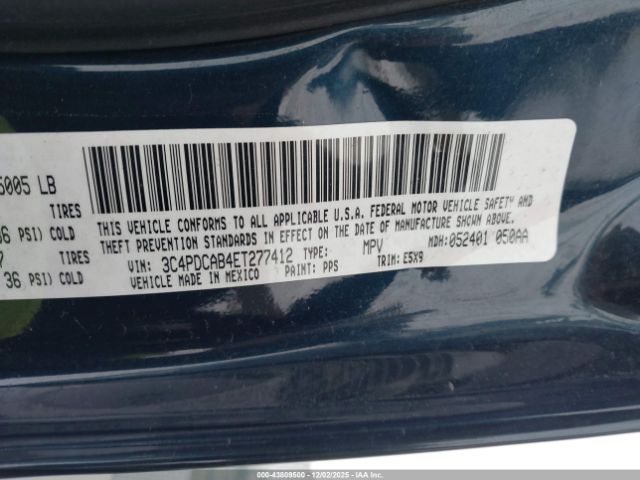 5005 LB
TIRES
36 PSI) COLD
TIRES
36 PSI) COLD
THIS VEHICLE CONFORMS TO ALL APPLICABLE U.S.A. FEDERAL MOTOR VEHICLE SAFETY AND
THEFT PREVENTION STANDARDS IN EFFECT ON THE DATE OF MANUFACTURE SHOWN ABOVE.
VIN: 3C4PDCAB4ET277412 TYPE: MPV MDH:052401 050AA
VEHICLE MADE IN MEXICO PAINT: PPS TRIM: E5X9
000-43809500 | 12/02/2025 | IAA Inc.